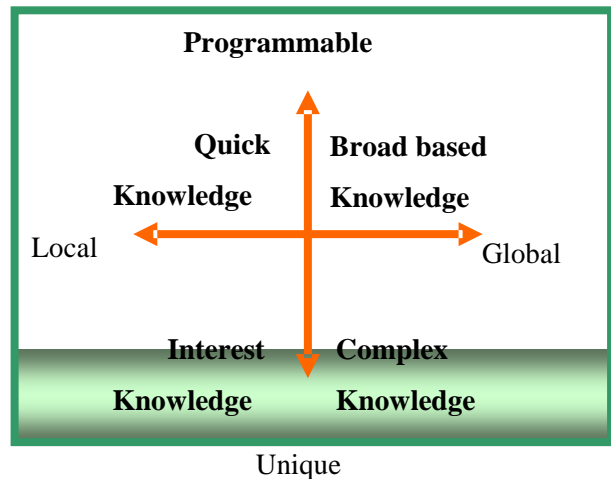 Programmable
Quick Broad based
Knowledge Knowledge
Local Global
Interest Complex
Knowledge Knowledge
Unique